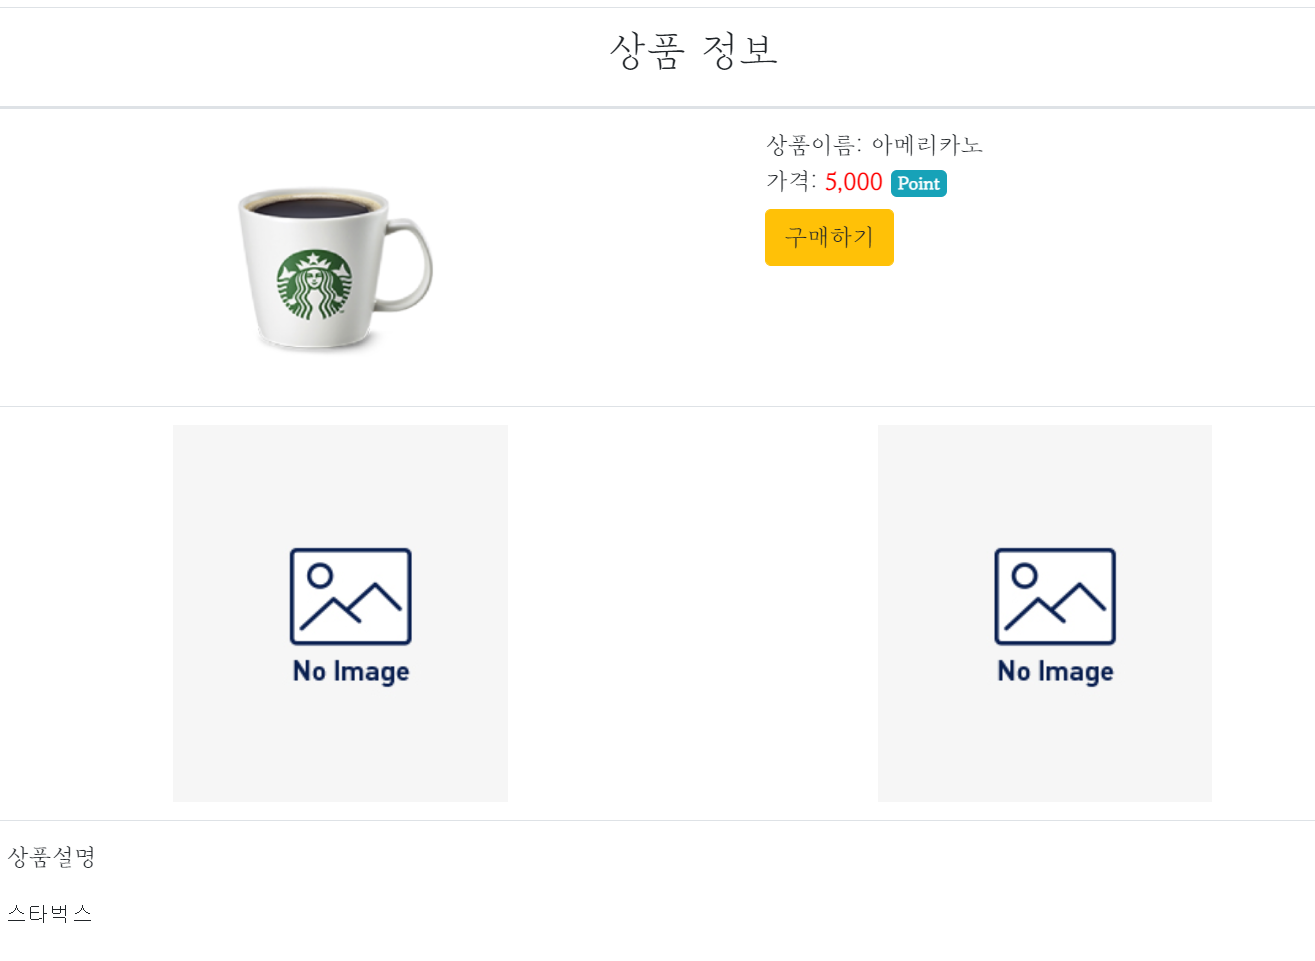 상품 정보
상품이름: 아메리카노
가격: 5,000 Point
구매하기
No Image
No Image
상품설명
스타벅스